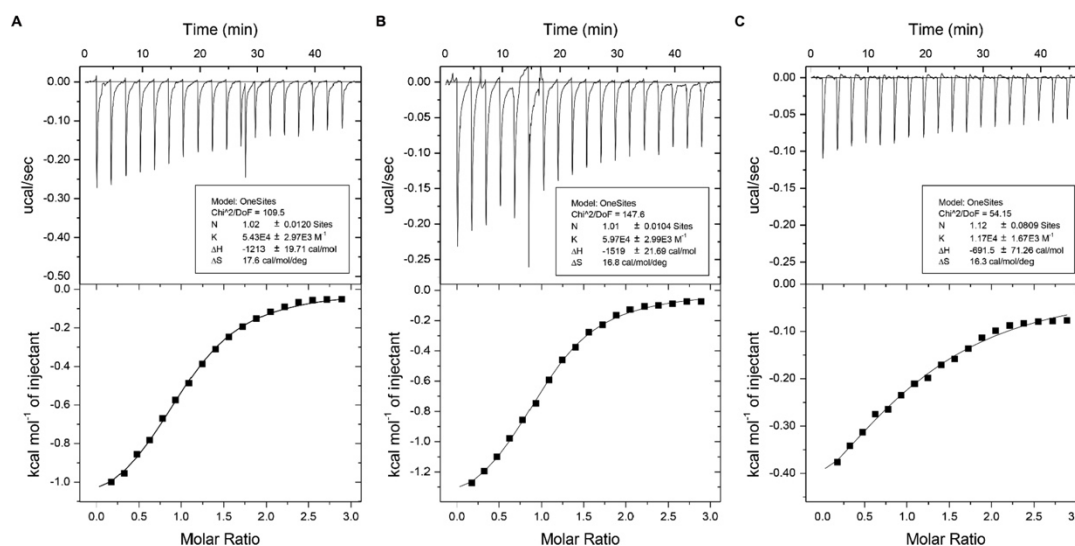 A
Time (min)
0 10 20 30 40
0.00
-0.10
-0.20
-0.30
-0.40
-0.50
ucal/sec
Model: OneSites
Chi^2/DoF = 109.5
N 1.02 ± 0.0120 Sites
K 5.43E4 ± 2.97E3 M⁻¹
ΔH -1213 ± 19.71 cal/mol
ΔS 17.6 cal/mol/deg
0.0
-0.2
-0.4
-0.6
-0.8
-1.0
kcal mol⁻¹ of injectant
0.0 0.5 1.0 1.5 2.0 2.5 3.0
Molar Ratio
B
Time (min)
0 10 20 30 40
0.00
-0.05
-0.10
-0.15
-0.20
-0.25
ucal/sec
Model: OneSites
Chi^2/DoF = 147.6
N 1.01 ± 0.0104 Sites
K 5.97E4 ± 2.99E3 M⁻¹
ΔH -1519 ± 21.69 cal/mol
ΔS 16.8 cal/mol/deg
0.0
-0.2
-0.4
-0.6
-0.8
-1.0
-1.2
kcal mol⁻¹ of injectant
0.0 0.5 1.0 1.5 2.0 2.5 3.0
Molar Ratio
C
Time (min)
0 10 20 30 40
0.00
-0.05
-0.10
-0.15
-0.20
-0.25
ucal/sec
Model: OneSites
Chi^2/DoF = 54.15
N 1.12 ± 0.0809 Sites
K 1.17E4 ± 1.67E3 M⁻¹
ΔH -691.5 ± 71.26 cal/mol
ΔS 16.3 cal/mol/deg
0.00
-0.10
-0.20
-0.30
-0.40
kcal mol⁻¹ of injectant
0.0 0.5 1.0 1.5 2.0 2.5 3.0
Molar Ratio